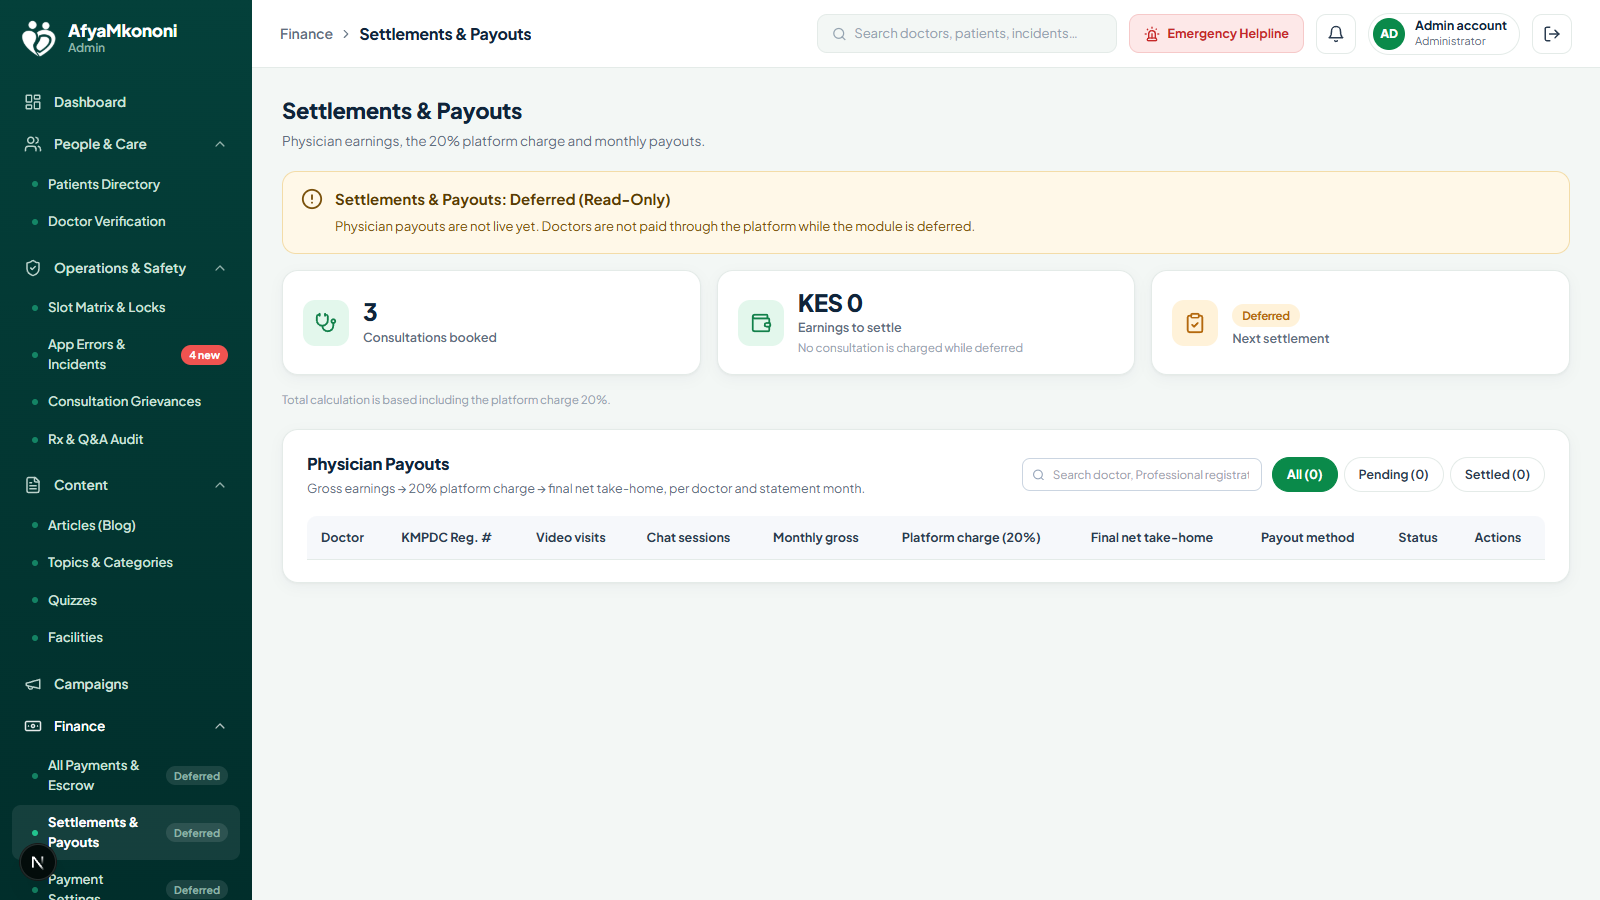 AfyaMkononi
Admin
Dashboard
People & Care
Patients Directory
Doctor Verification
Operations & Safety
Slot Matrix & Locks
App Errors &
Incidents
4 new
Consultation Grievances
Rx & Q&A Audit
Content
Articles (Blog)
Topics & Categories
Quizzes
Facilities
Campaigns
Finance
All Payments &
Escrow
Deferred
Settlements &
Payouts
Deferred
N
Payment
Settings
Deferred
Finance > Settlements & Payouts
Search doctors, patients, incidents...
Emergency Helpline
AD
Admin account
Administrator
Settlements & Payouts
Physician earnings, the 20% platform charge and monthly payouts.
Settlements & Payouts: Deferred (Read-Only)
Physician payouts are not live yet. Doctors are not paid through the platform while the module is deferred.
3
Consultations booked
KES 0
Earnings to settle
No consultation is charged while deferred
Deferred
Next settlement
Total calculation is based including the platform charge 20%.
Physician Payouts
Gross earnings → 20% platform charge → final net take-home, per doctor and statement month.
Search doctor, Professional registrat
All (0)
Pending (0)
Settled (0)
Doctor KMPDC Reg. # Video visits Chat sessions Monthly gross Platform charge (20%) Final net take-home Payout method Status Actions